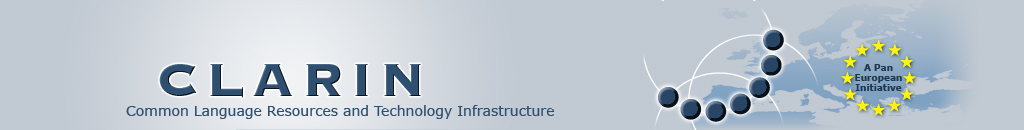 CLARIN
Common Language Resources and Technology Infrastructure
A Pan
European
Initiative